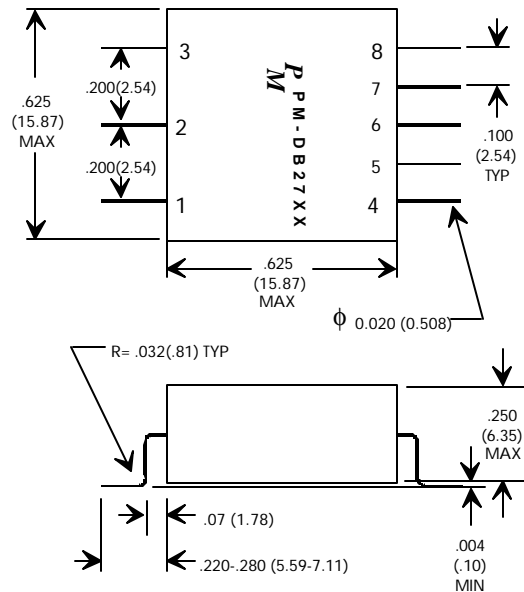 3
8
P
M
PM-DB27XX
7
.200(2.54)
.625
(15.87)
MAX
2
6
.100
(2.54)
TYP
5
.200(2.54)
1
4
.625
(15.87)
MAX
ϕ 0.020 (0.508)
R= .032(.81) TYP
.250
(6.35)
MAX
.07 (1.78)
.220-.280 (5.59-7.11)
.004
(.10)
MIN